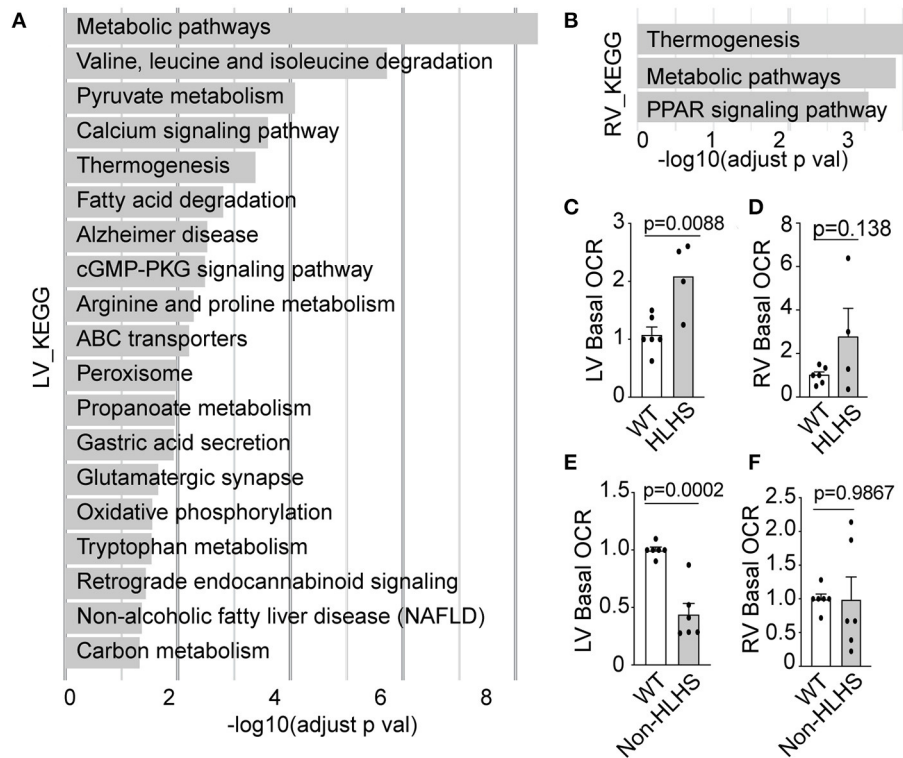 A
LV_KEGG
Metabolic pathways
Valine, leucine and isoleucine degradation
Pyruvate metabolism
Calcium signaling pathway
Thermogenesis
Fatty acid degradation
Alzheimer disease
cGMP-PKG signaling pathway
Arginine and proline metabolism
ABC transporters
Peroxisome
Propanoate metabolism
Gastric acid secretion
Glutamatergic synapse
Oxidative phosphorylation
Tryptophan metabolism
Retrograde endocannabinoid signaling
Non-alcoholic fatty liver disease (NAFLD)
Carbon metabolism
0 2 4 6 8
-log10(adjust p val)
B
RV_KEGG
Thermogenesis
Metabolic pathways
PPAR signaling pathway
0 1 2 3
-log10(adjust p val)
C
LV Basal OCR
3
2
1
0
p=0.0088
WT
HLHS
D
RV Basal OCR
8
6
4
2
0
p=0.138
WT
HLHS
E
LV Basal OCR
1.5
1.0
0.5
0
p=0.0002
WT
Non-HLHS
F
RV Basal OCR
2.5
2.0
1.5
1.0
0.5
0
p=0.9867
WT
Non-HLHS